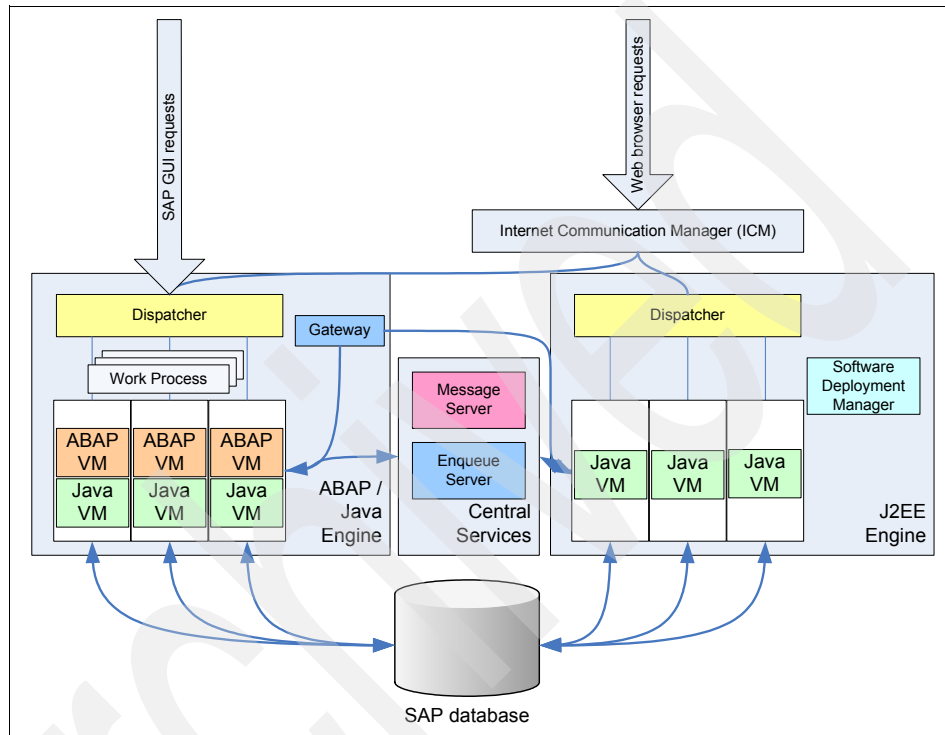 SAP GUI requests
Web browser requests
Internet Communication Manager (ICM)
Dispatcher
Gateway
Work Process
ABAP
VM
ABAP
VM
ABAP
VM
Java
VM
Java
VM
Java
VM
ABAP /
Java
Engine
Message
Server
Enqueue
Server
Central
Services
Dispatcher
Software
Deployment
Manager
Java
VM
Java
VM
Java
VM
J2EE
Engine
SAP database